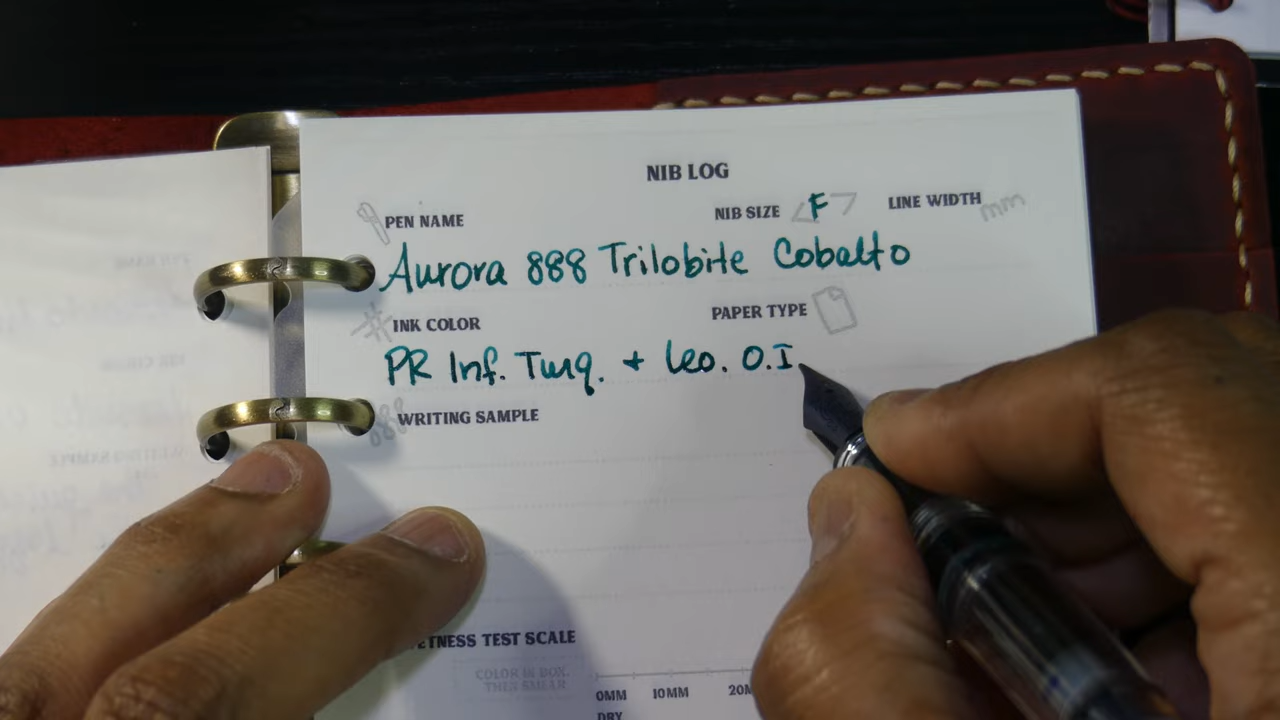 NIB LOG
PEN NAME
NIB SIZE F
LINE WIDTH mm
Aurora 888 Trilobite Cobalto
INK COLOR
PAPER TYPE
PR Inf. Turq. + Leo. O.I.
WRITING SAMPLE
ETNESS TEST SCALE
COLOR IN BOX.
THEN SMEAR.
0MM 10MM 20M
DRY